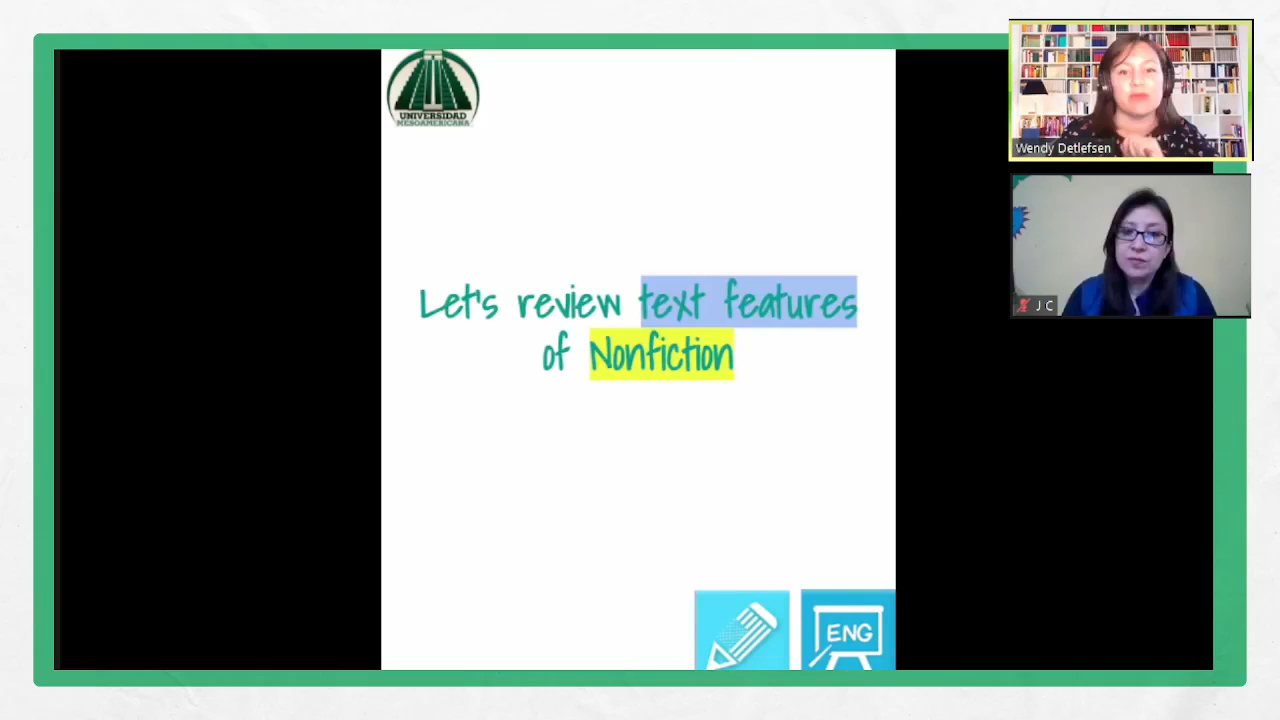 UNIVERSIDAD
MESOAMERICANA
Let's review text features
of Nonfiction
ENG
Wendy Detlefsen
J C